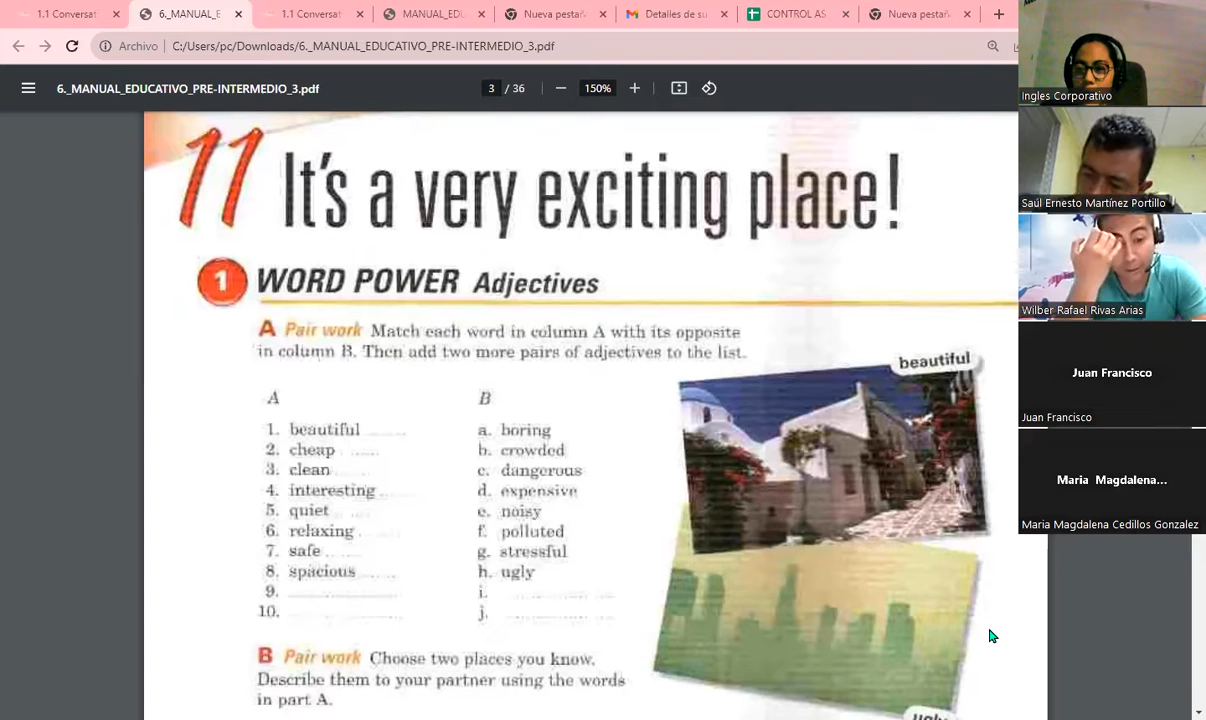 1.1 Conversat
6._MANUAL_E
1.1 Conversat
MANUAL_EDU
Nueva pestañ
Detalles de su
CONTROL AS
Nueva pestañ
Archivo
C:/Users/pc/Downloads/6._MANUAL_EDUCATIVO_PRE-INTERMEDIO_3.pdf
6._MANUAL_EDUCATIVO_PRE-INTERMEDIO_3.pdf
3 / 36
150%
11 It's a very exciting place!
1 WORD POWER Adjectives
A Pair work Match each word in column A with its opposite
in column B. Then add two more pairs of adjectives to the list.
A
B
1. beautiful
a. boring
2. cheap
b. crowded
3. clean
c. dangerous
4. interesting
d. expensive
5. quiet
e. noisy
6. relaxing
f. polluted
7. safe
g. stressful
8. spacious
h. ugly
9.
i.
10.
j.
beautiful
B Pair work Choose two places you know.
Describe them to your partner using the words
in part A.
ugly
Ingles Corporativo
Saúl Ernesto Martínez Portillo
Wilber Rafael Rivas Arias
Juan Francisco
Juan Francisco
Maria Magdalena...
Maria Magdalena Cedillos Gonzalez